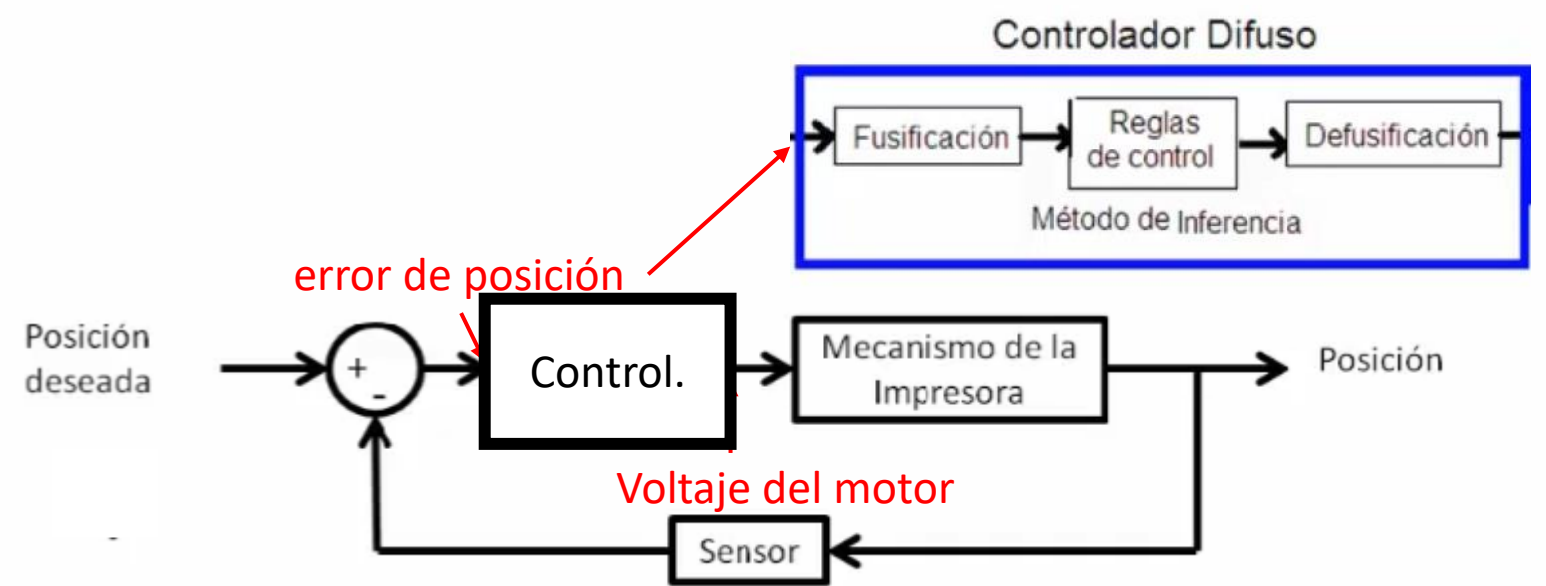 Controlador Difuso
Fusificación
Reglas
de control
Defusificación
Método de Inferencia
error de posición
Posición
deseada
+
-
Control.
Mecanismo de la
Impresora
Posición
Voltaje del motor
Sensor